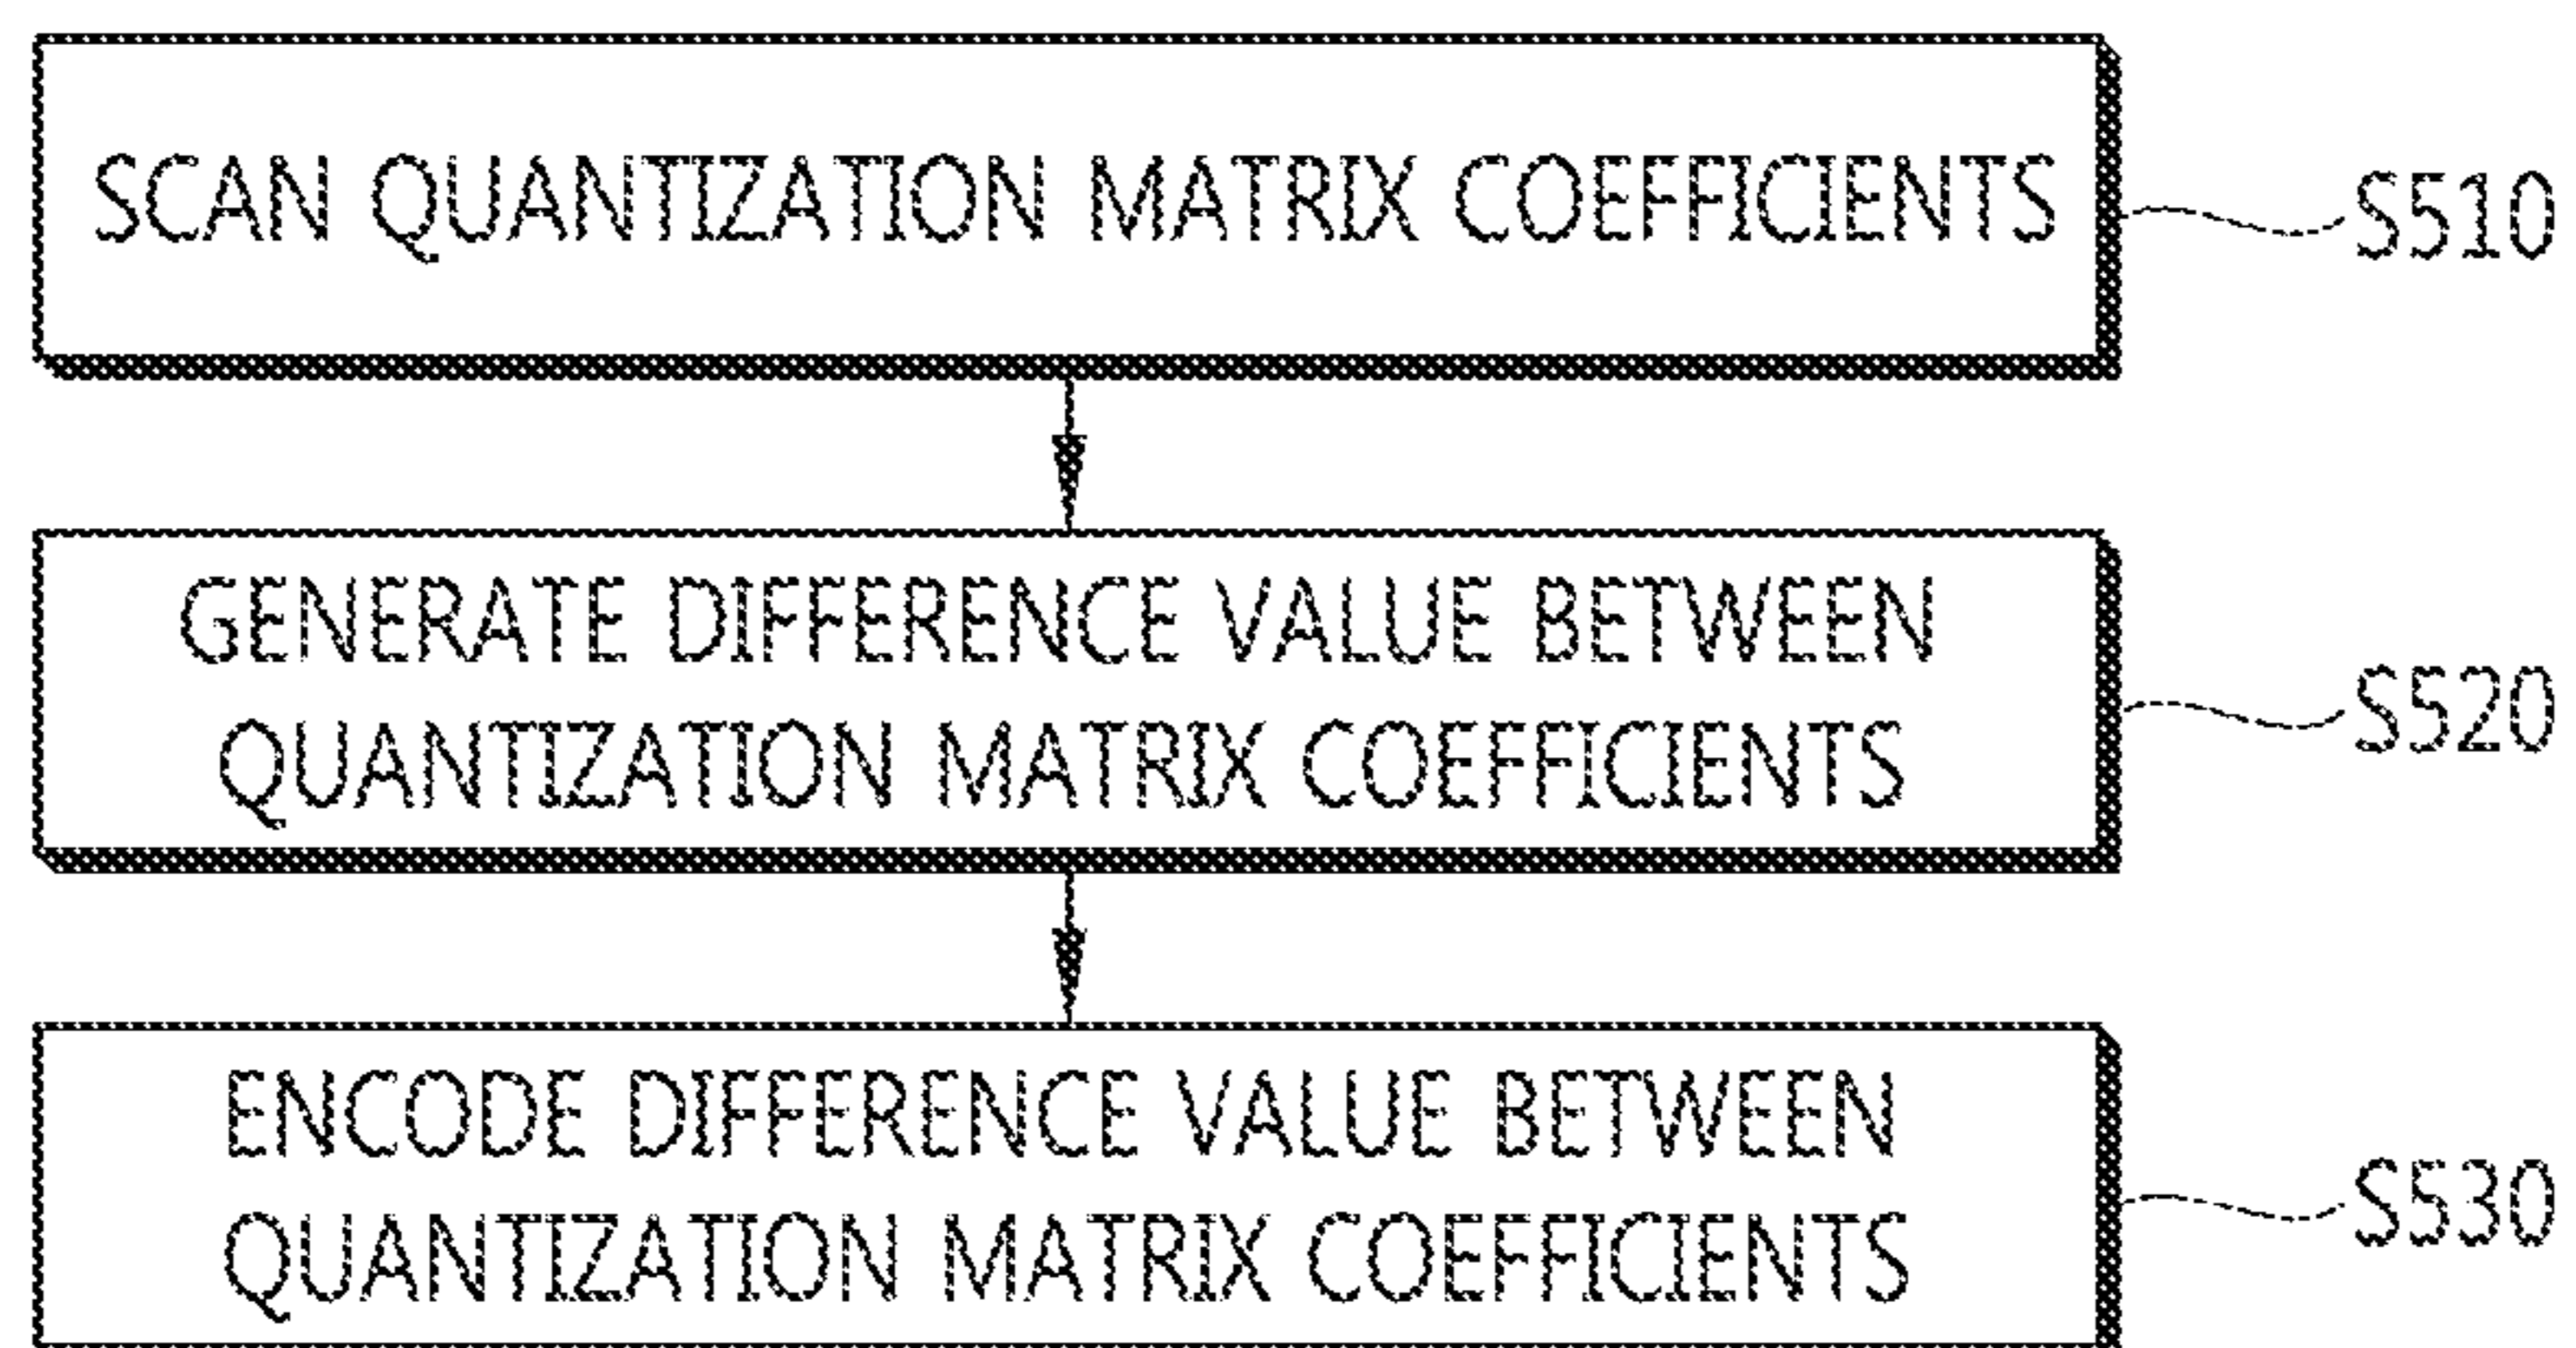 SCAN QUANTIZATION MATRIX COEFFICIENTS
S510
GENERATE DIFFERENCE VALUE BETWEEN
QUANTIZATION MATRIX COEFFICIENTS
S520
ENCODE DIFFERENCE VALUE BETWEEN
QUANTIZATION MATRIX COEFFICIENTS
S530